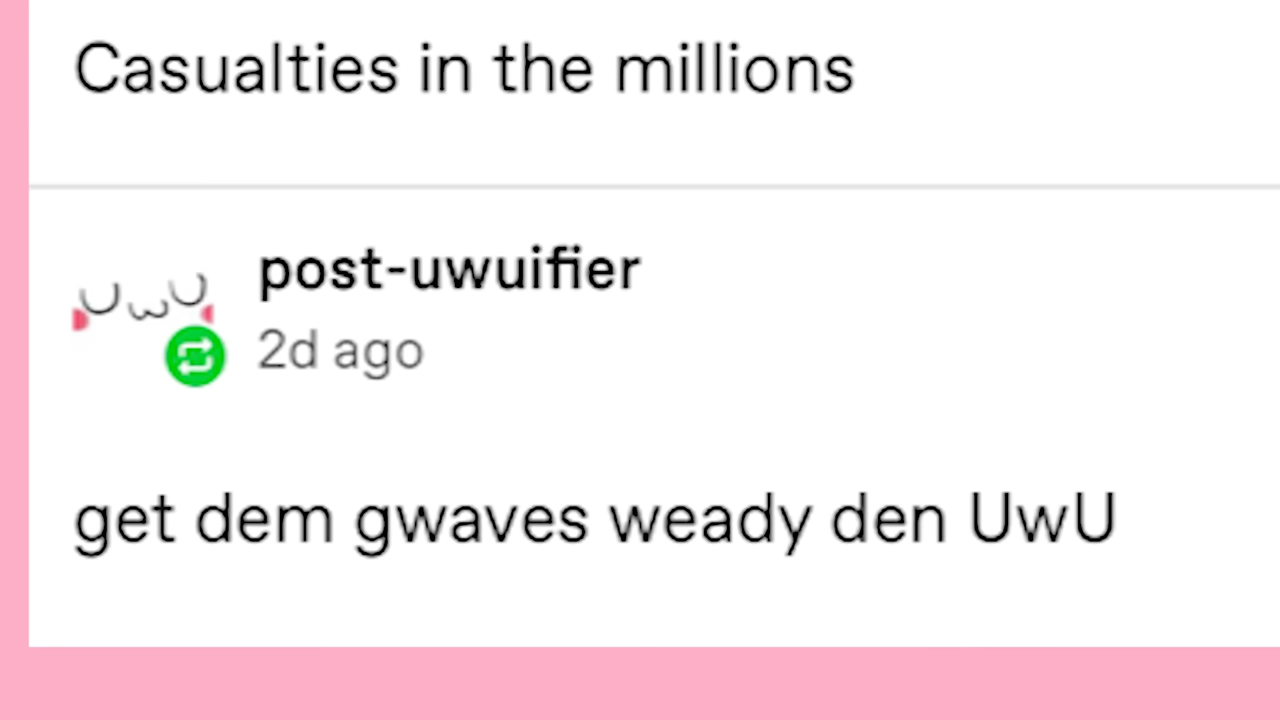 Casualties in the millions
post-uwuifier
2d ago
get dem gwaves weady den UwU